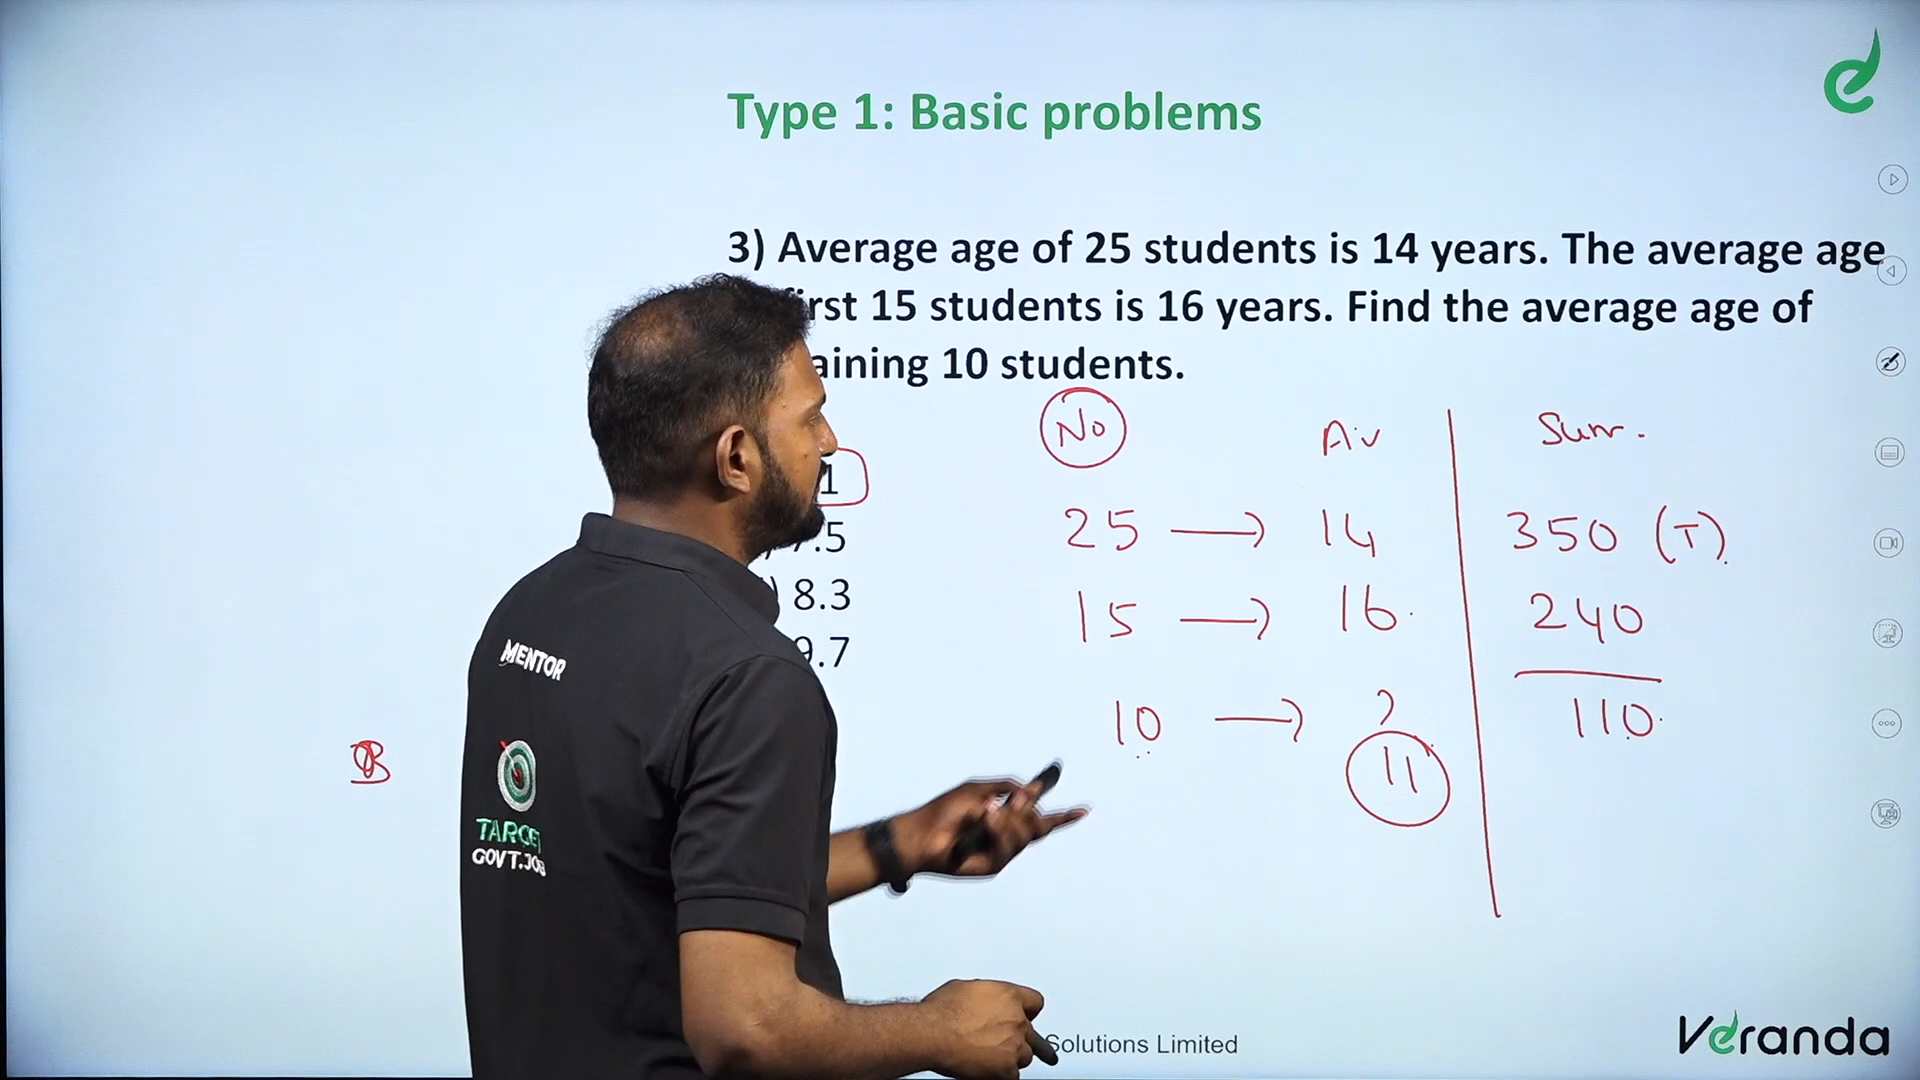 Type 1: Basic problems
3) Average age of 25 students is 14 years. The average age
15 students is 16 years. Find the average age of
10 students.
No Av Sum.
25 → 14 350 (T)
15 → 16 240
10 → ? 110
11
8.3
MENTOR
TARGET
GOVT.JOB
Solutions Limited
Veranda